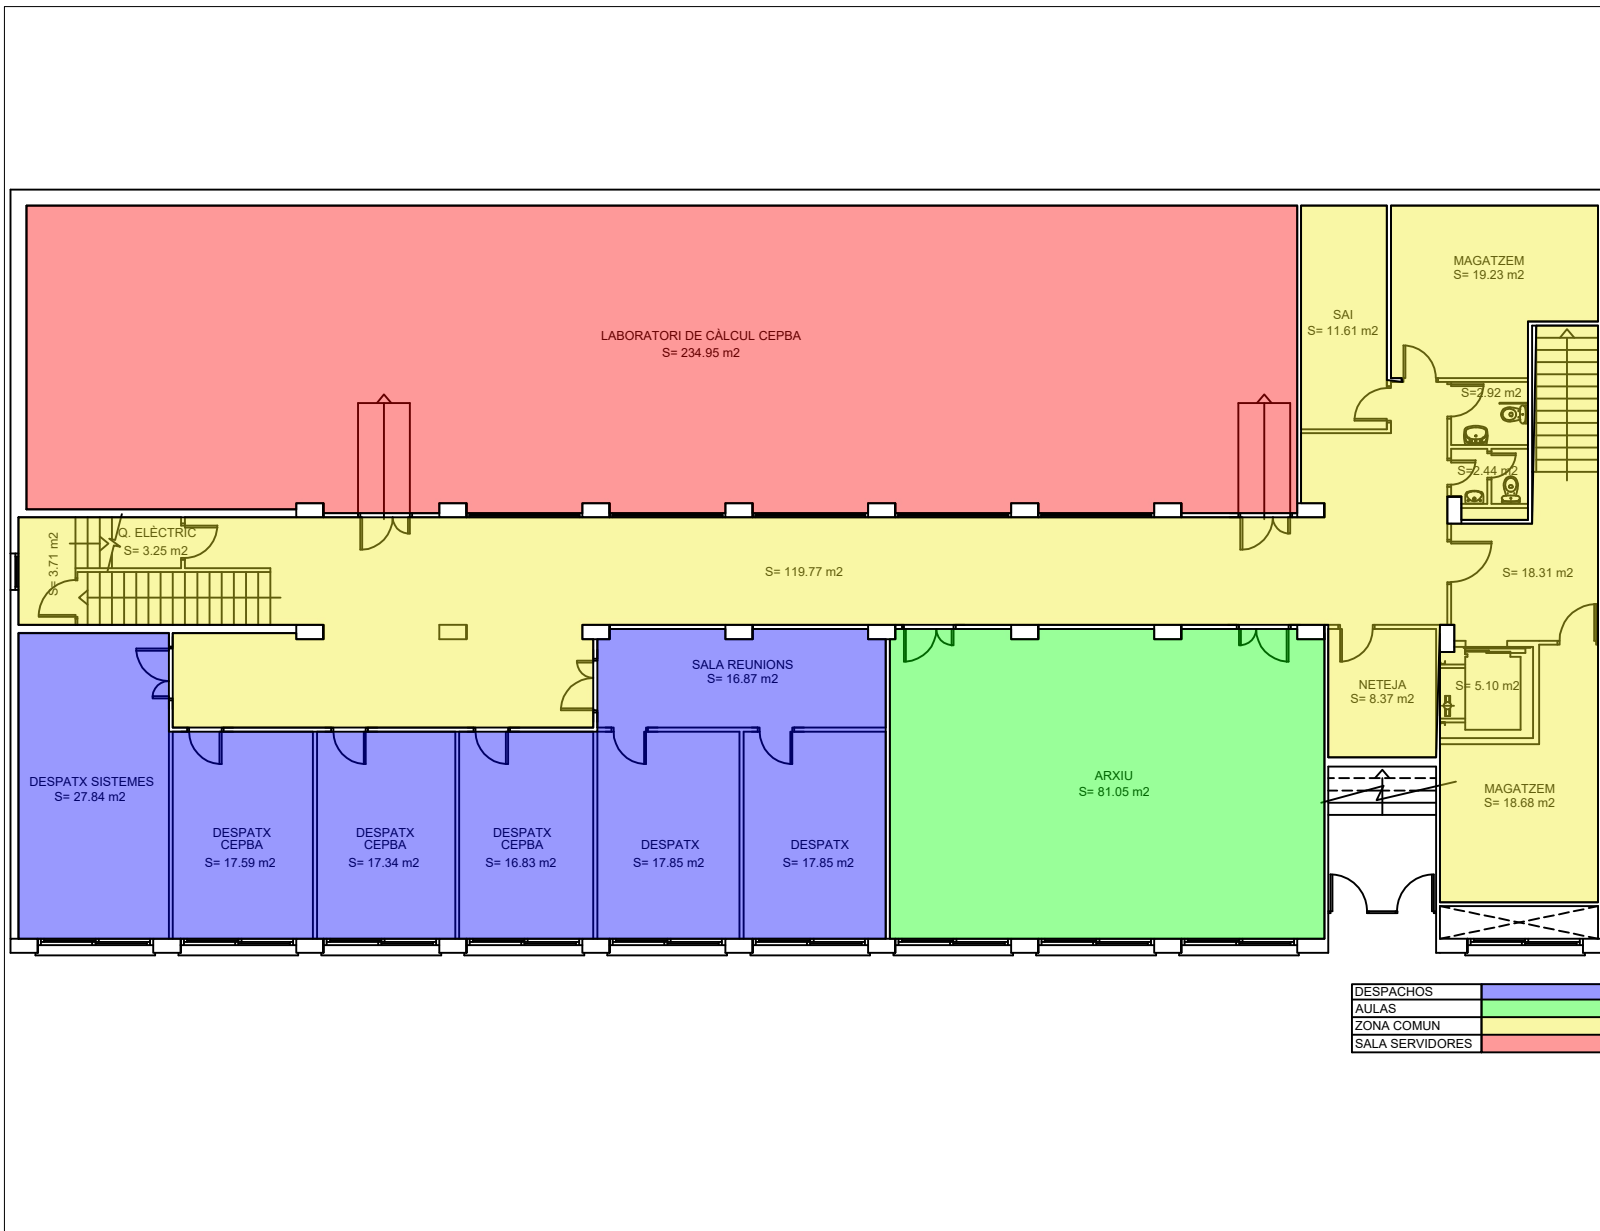 MAGATZEM
S= 19.23 m2
SAI
S= 11.61 m2
LABORATORI DE CÀLCUL CEPBA
S= 234.95 m2
S=2.92 m2
S=2.44 m2
Q. ELÈCTRIC
S= 3.25 m2
S= 3.71 m2
S= 119.77 m2
S= 18.31 m2
SALA REUNIONS
S= 16.87 m2
NETEJA
S= 8.37 m2
S= 5.10 m2
DESPATX SISTEMES
S= 27.84 m2
ARXIU
S= 81.05 m2
MAGATZEM
S= 18.68 m2
DESPATX
CEPBA
S= 17.59 m2
DESPATX
CEPBA
S= 17.34 m2
DESPATX
CEPBA
S= 16.83 m2
DESPATX
S= 17.85 m2
DESPATX
S= 17.85 m2
DESPACHOS
AULAS
ZONA COMUN
SALA SERVIDORES